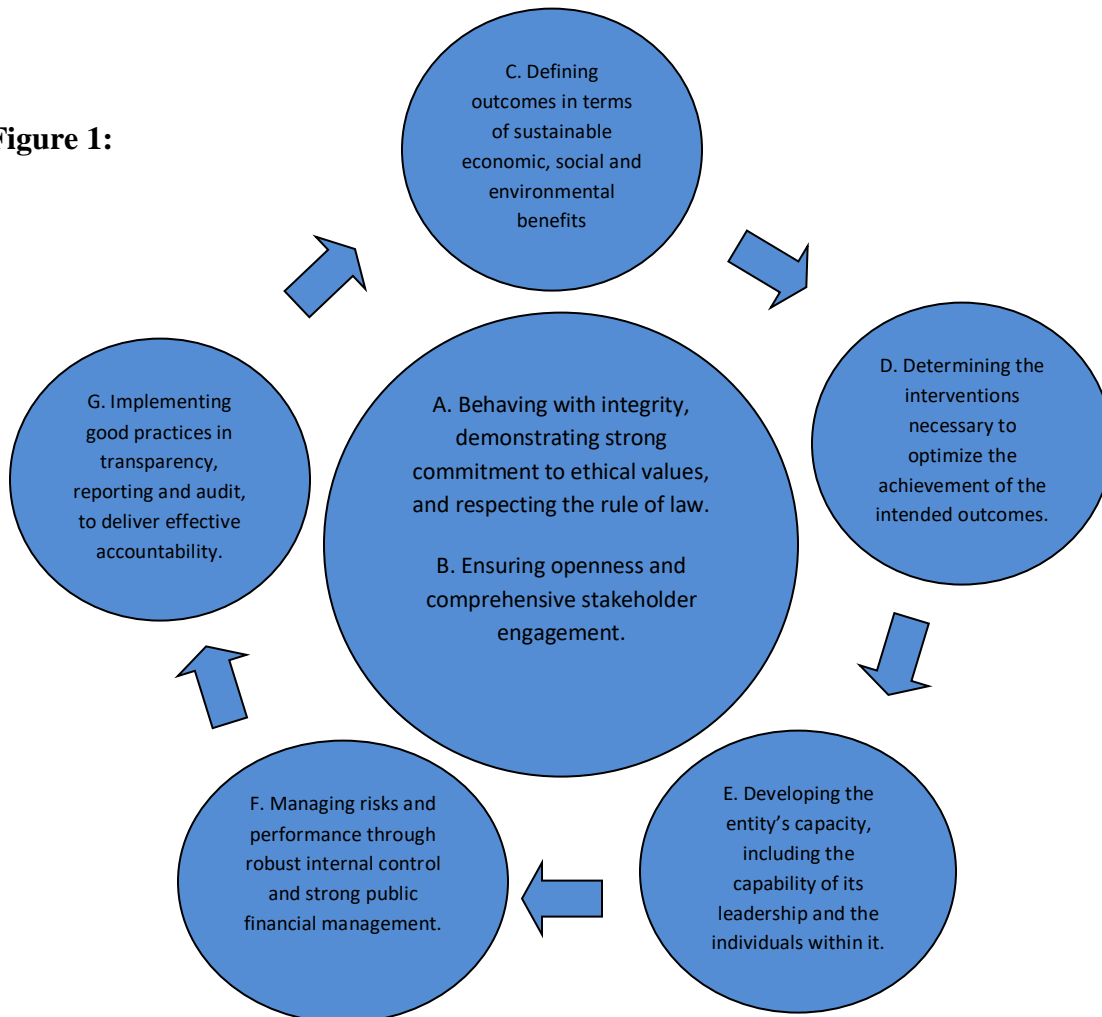 C. Defining
outcomes in terms
of sustainable
economic, social and
environmental
benefits
Figure 1:
D. Determining the
interventions
necessary to
optimize the
achievement of the
intended outcomes.
G. Implementing
good practices in
transparency,
reporting and audit,
to deliver effective
accountability.
A. Behaving with integrity,
demonstrating strong
commitment to ethical values,
and respecting the rule of law.
B. Ensuring openness and
comprehensive stakeholder
engagement.
E. Developing the
entity’s capacity,
including the
capability of its
leadership and the
individuals within it.
F. Managing risks and
performance through
robust internal control
and strong public
financial management.